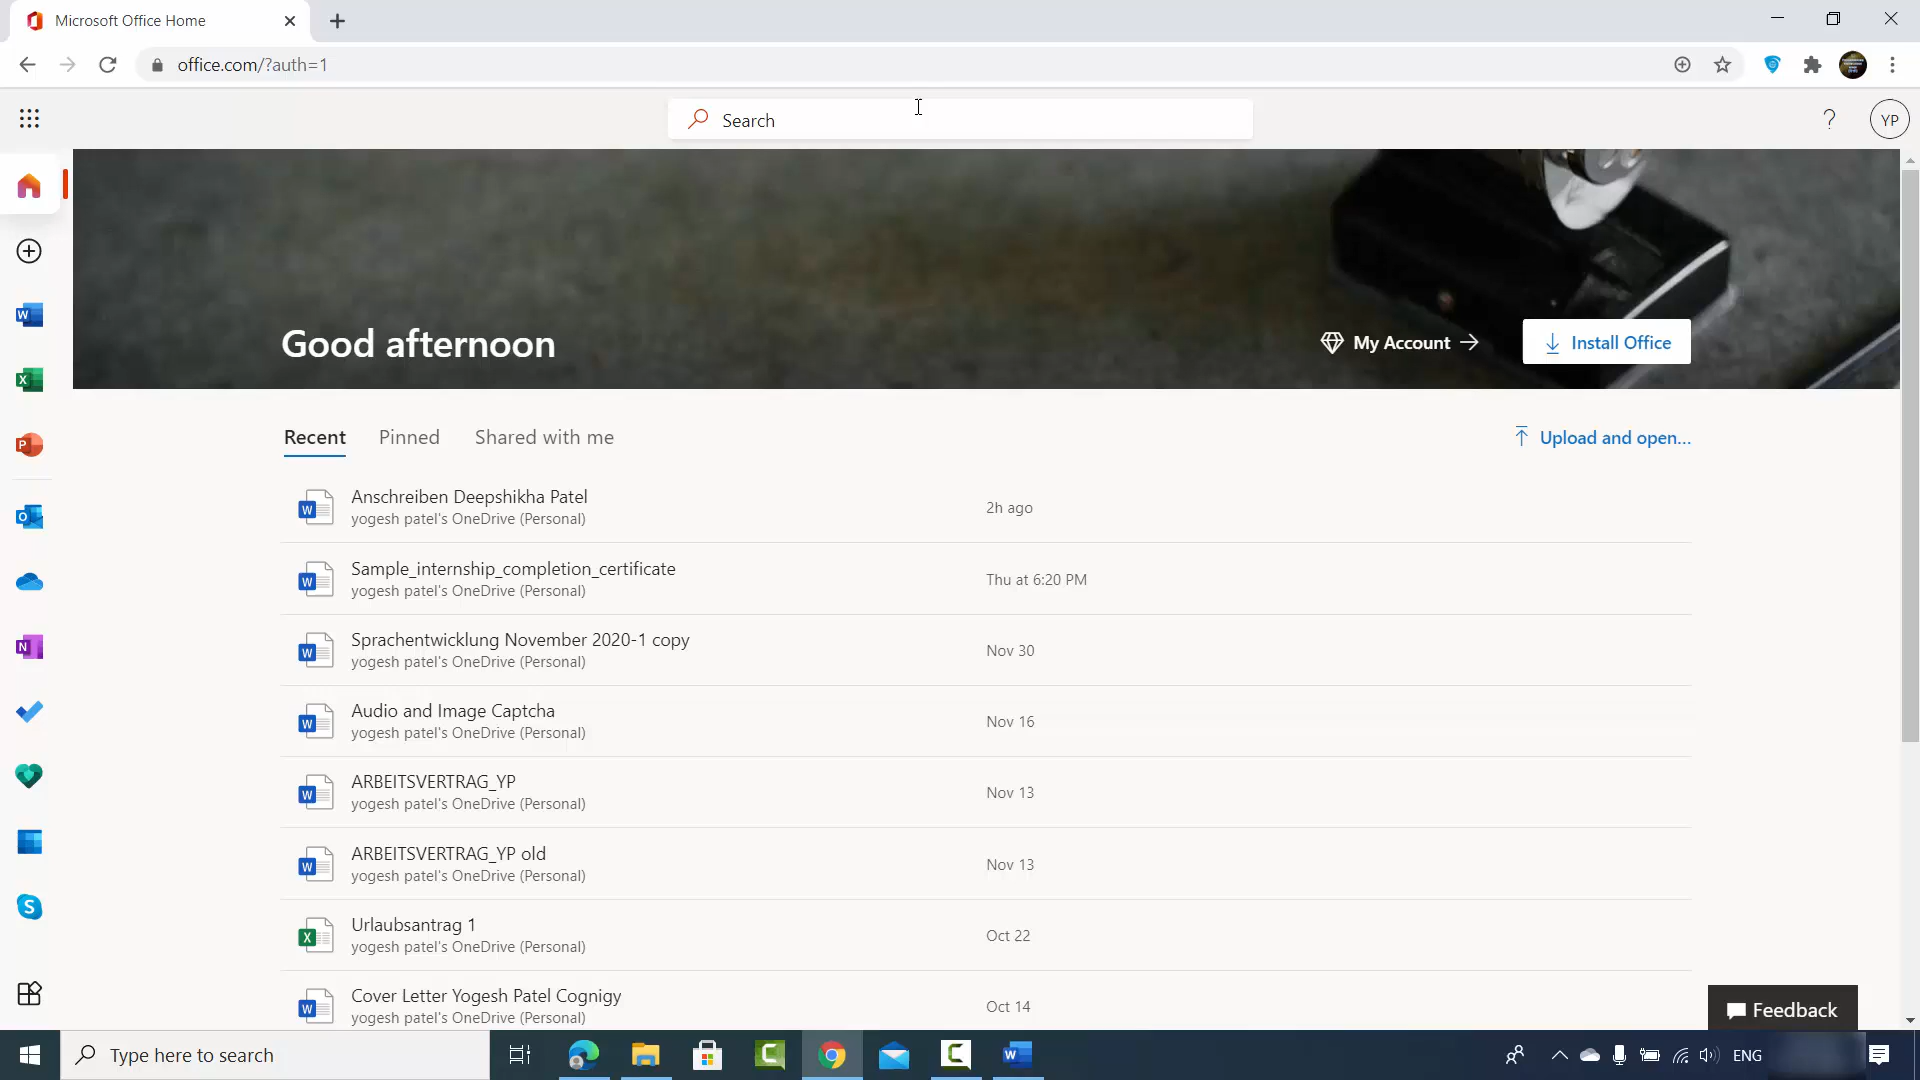 Microsoft Office Home
office.com/?auth=1
Search
?
YP
Good afternoon
My Account
Install Office
Recent Pinned Shared with me
Upload and open...
Anschreiben Deepshikha Patel
yogesh patel's OneDrive (Personal)
2h ago
Sample_internship_completion_certificate
yogesh patel's OneDrive (Personal)
Thu at 6:20 PM
Sprachentwicklung November 2020-1 copy
yogesh patel's OneDrive (Personal)
Nov 30
Audio and Image Captcha
yogesh patel's OneDrive (Personal)
Nov 16
ARBEITSVERTRAG_YP
yogesh patel's OneDrive (Personal)
Nov 13
ARBEITSVERTRAG_YP old
yogesh patel's OneDrive (Personal)
Nov 13
Urlaubsantrag 1
yogesh patel's OneDrive (Personal)
Oct 22
Cover Letter Yogesh Patel Cognigy
yogesh patel's OneDrive (Personal)
Oct 14
Feedback
Type here to search
ENG